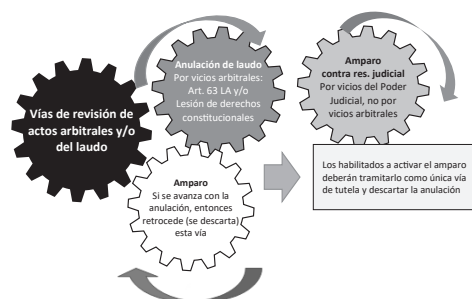 Vías de revisión de
actos arbitrales y/o
del laudo
Anulación de laudo
Por vicios arbitrales:
Art. 63 LA y/o
Lesión de derechos
constitucionales
Amparo
Si se avanza con la
anulación, entonces
retrocede (se descarta)
esta vía
Amparo
contra res. judicial
Por vicios del Poder
Judicial, no por
vicios arbitrales
Los habilitados a activar el amparo
deberán tramitarlo como única vía
de tutela y descartar la anulación